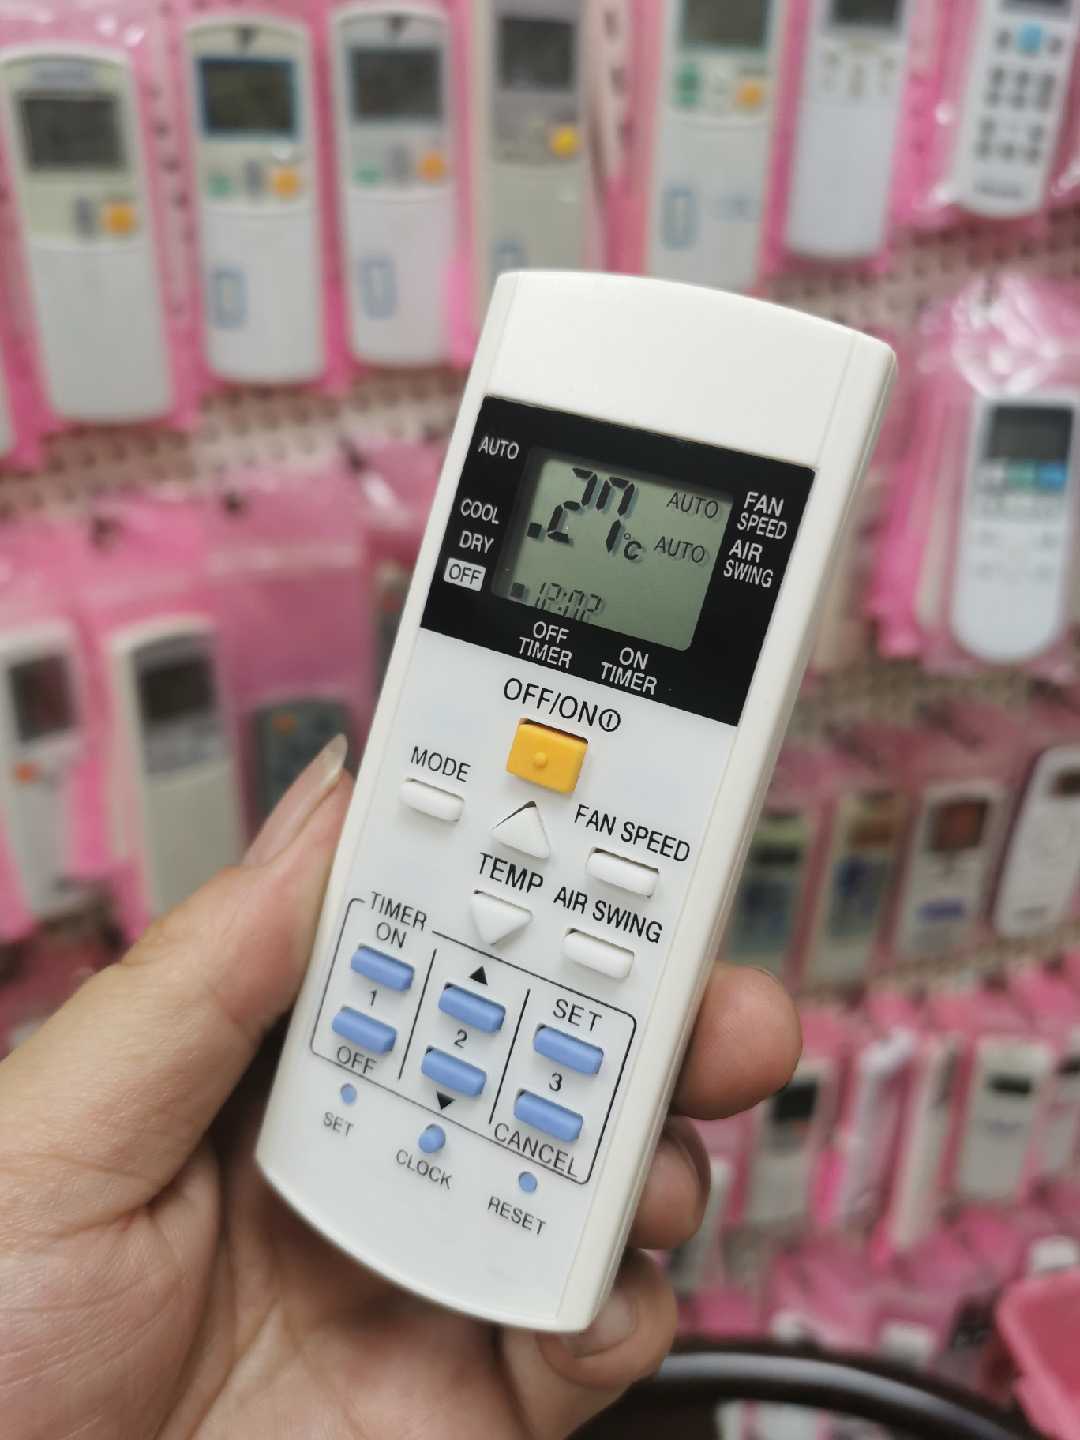 AUTO
COOL
DRY
OFF
27°C
AUTO
AUTO
12:02
FAN
SPEED
AIR
SWING
OFF
TIMER
ON
TIMER
OFF/ON
MODE
TEMP
FAN SPEED
AIR SWING
TIMER
ON
1
OFF
▲
2
▼
SET
3
CANCEL
SET
CLOCK
RESET